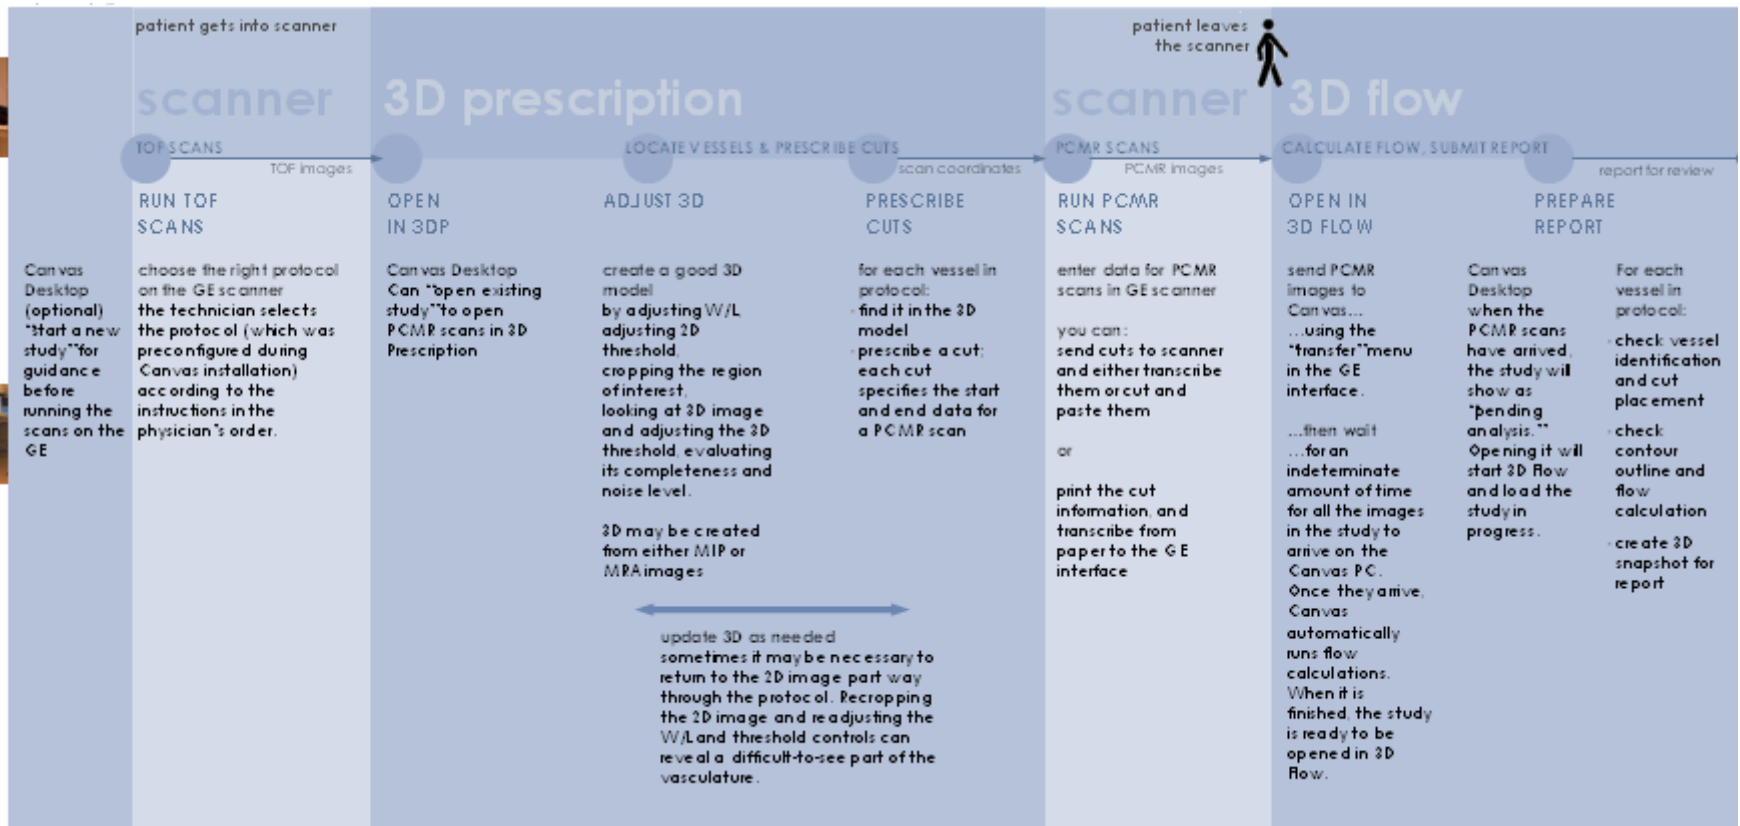 patient gets into scanner
patient leaves
the scanner
scanner
3D prescription
scanner
3D flow
TOF SCANS
TOF images
LOCATE VESSELS & PRESCRIBE CUTS
scan coordinates
PCMR SCANS
PCMR images
CALCULATE FLOW, SUBMIT REPORT
report for review
RUN TOF
SCANS
OPEN
IN 3DP
ADJUST 3D
PRESCRIBE
CUTS
RUN PCMR
SCANS
OPEN IN
3D FLOW
PREPARE
REPORT
Canvas
Desktop
(optional)
"Start a new
study" for
guidance
before
running the
scans on the
GE
choose the right protocol
on the GE scanner
the technician selects
the protocol (which was
preconfigured during
Canvas installation)
according to the
instructions in the
physician's order.
Canvas Desktop
Can "open existing
study" to open
PCMR scans in 3D
Prescription
create a good 3D
model
by adjusting W/L,
adjusting 2D
threshold,
cropping the region
of interest,
looking at 3D image
and adjusting the 3D
threshold, evaluating
its completeness and
noise level.
3D may be created
from either MIP or
MRA images
update 3D as needed
sometimes it may be necessary to
return to the 2D image part way
through the protocol. Recropping
the 2D image and readjusting the
W/L and threshold controls can
reveal a difficult-to-see part of the
vasculature.
for each vessel in
protocol:
· find it in the 3D
model
· prescribe a cut;
each cut
specifies the start
and end data for
a PCMR scan
enter data for PCMR
scans in GE scanner
you can:
send cuts to scanner
and either transcribe
them or cut and
paste them
or
print the cut
information, and
transcribe from
paper to the GE
interface
send PCMR
images to
Canvas...
...using the
"transfer" menu
in the GE
interface.
...then wait
...for an
indeterminate
amount of time
for all the images
in the study to
arrive on the
Canvas PC.
Once they arrive,
Canvas
automatically
runs flow
calculations.
When it is
finished, the study
is ready to be
opened in 3D
Flow.
Canvas
Desktop
when the
PCMR scans
have arrived,
the study will
show as
"pending
analysis."
Opening it will
start 3D Flow
and load the
study in
progress.
For each
vessel in
protocol:
· check vessel
identification
and cut
placement
· check
contour
outline and
flow
calculation
· create 3D
snapshot for
report